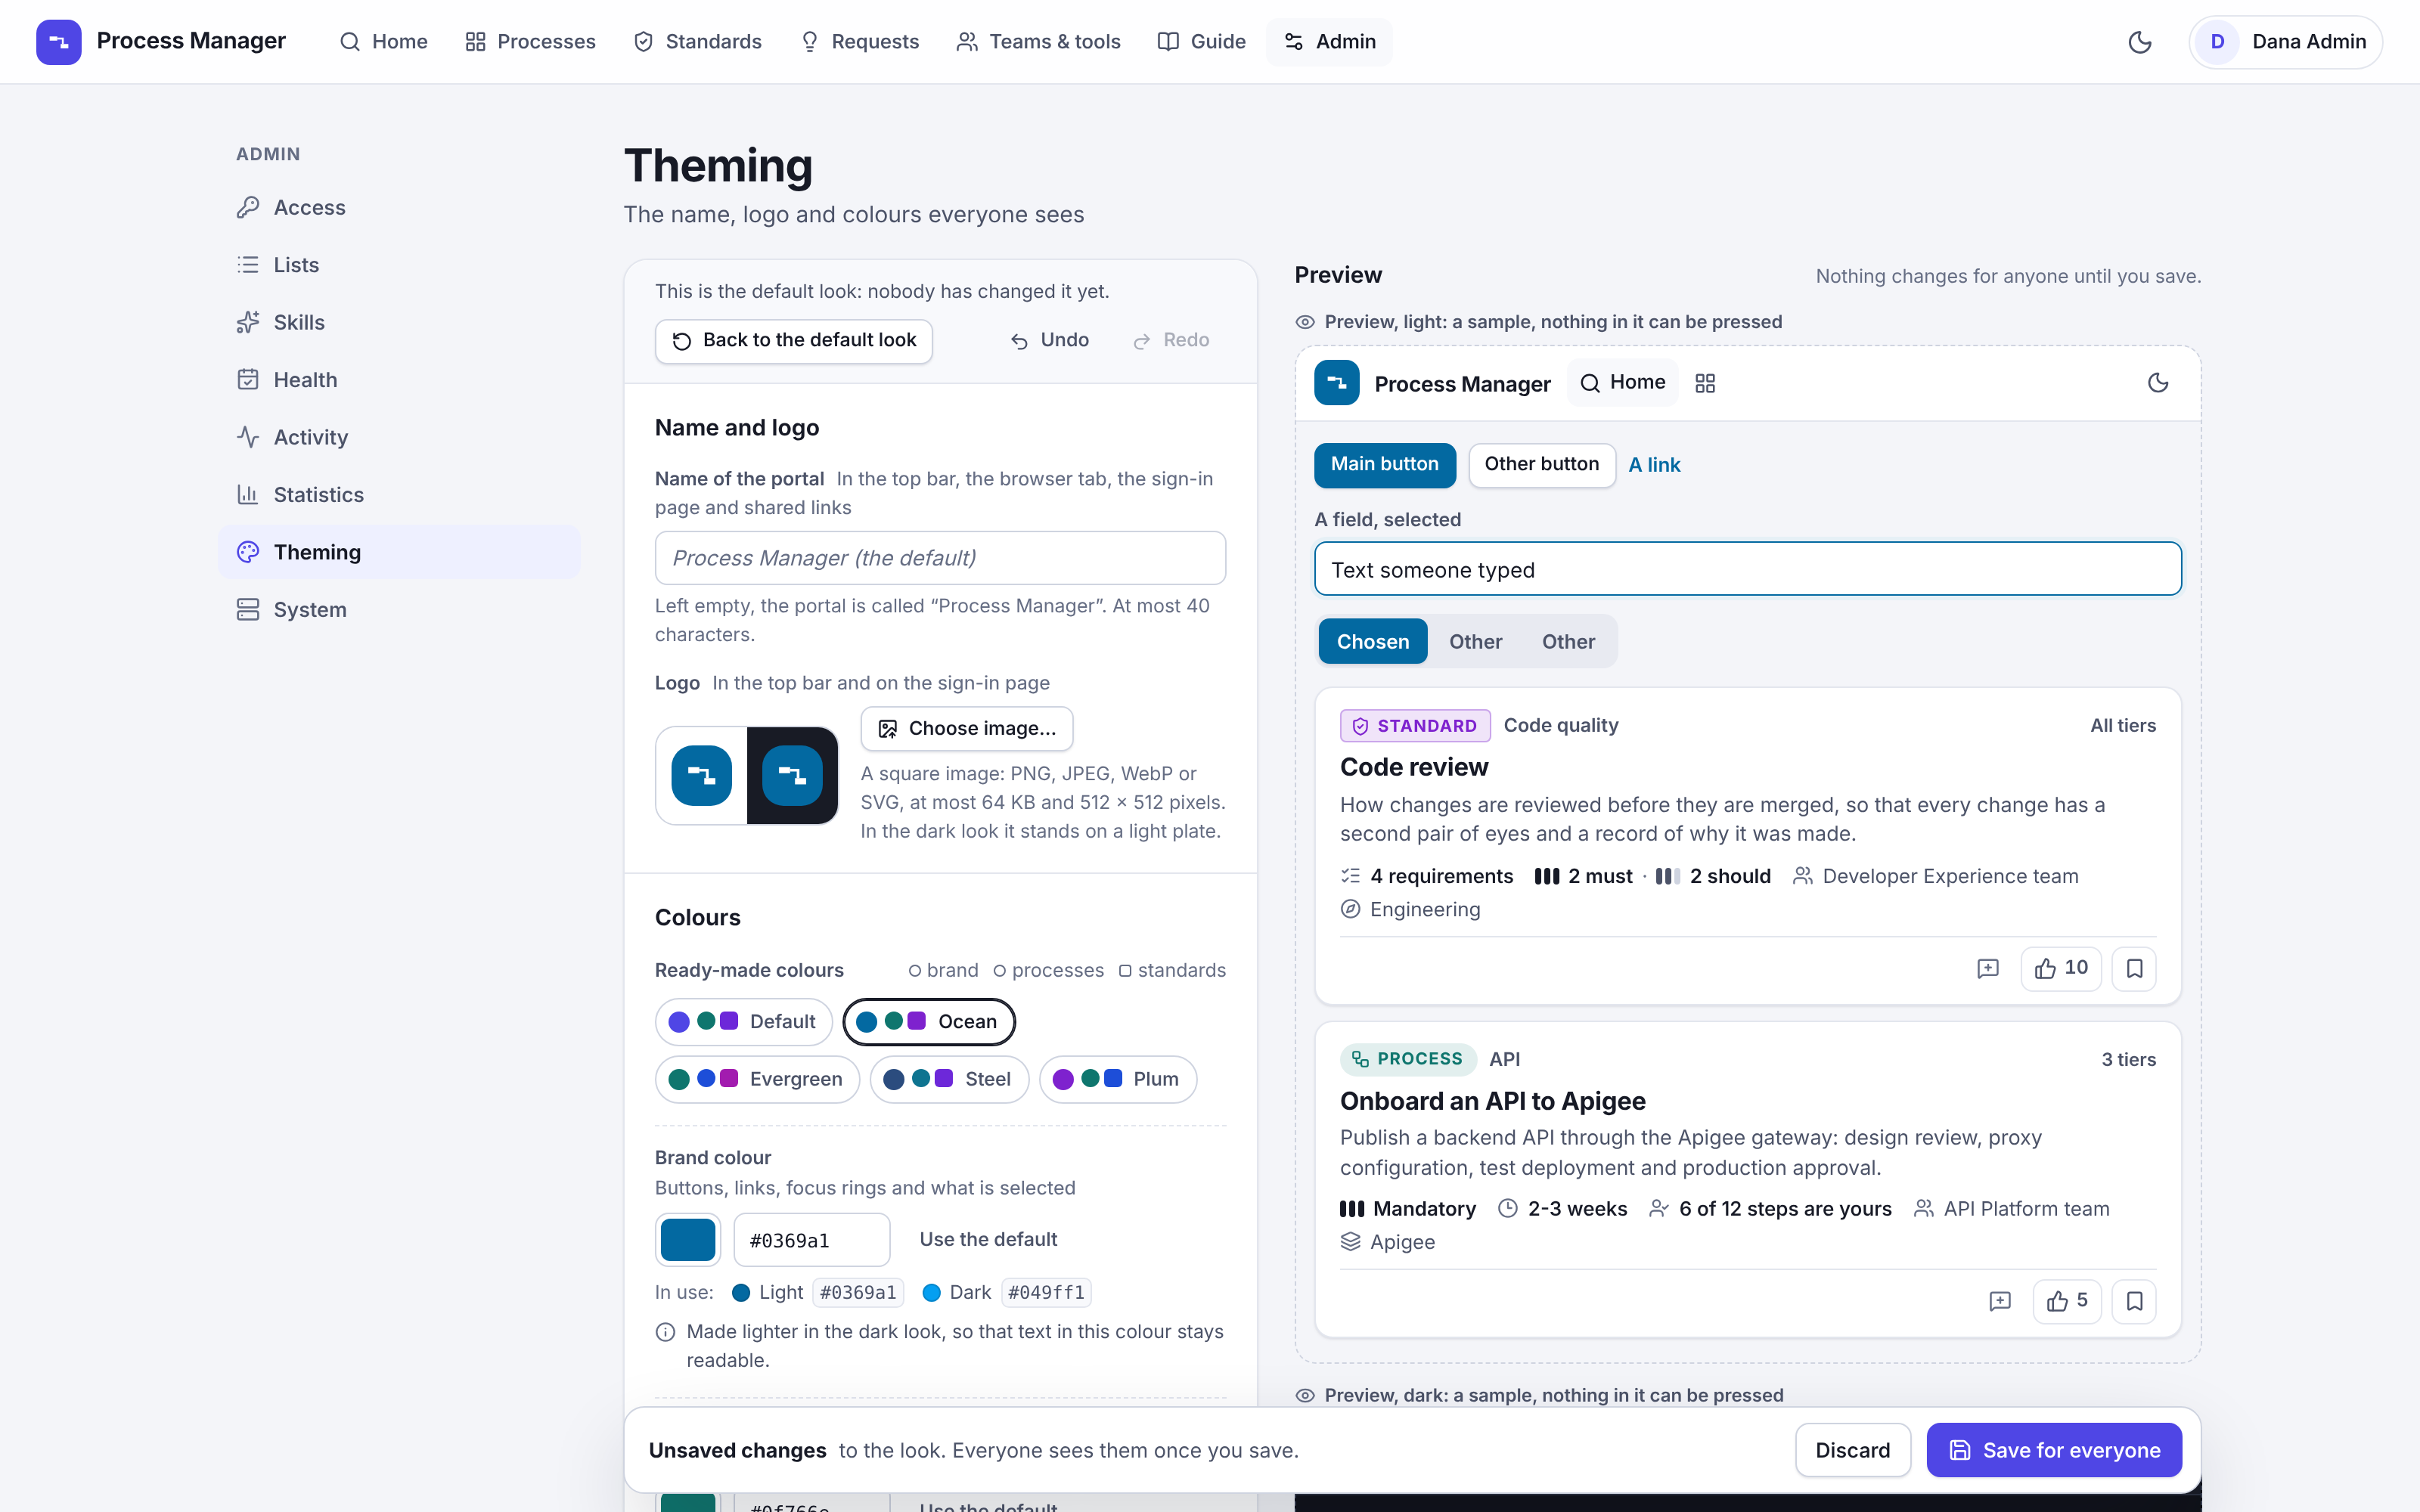 Process Manager
Home
Processes
Standards
Requests
Teams & tools
Guide
Admin
D
Dana Admin
ADMIN
Access
Lists
Skills
Health
Activity
Statistics
Theming
System
Theming
The name, logo and colours everyone sees
This is the default look: nobody has changed it yet.
Back to the default look
Undo
Redo
Name and logo
Name of the portal In the top bar, the browser tab, the sign-in
page and shared links
Process Manager (the default)
Left empty, the portal is called “Process Manager”. At most 40
characters.
Logo In the top bar and on the sign-in page
Choose image...
A square image: PNG, JPEG, WebP or
SVG, at most 64 KB and 512 × 512 pixels.
In the dark look it stands on a light plate.
Colours
Ready-made colours
brand
processes
standards
Default
Ocean
Evergreen
Steel
Plum
Brand colour
Buttons, links, focus rings and what is selected
#0369a1
Use the default
In use: Light #0369a1 Dark #049ff1
Made lighter in the dark look, so that text in this colour stays
readable.
Preview
Nothing changes for anyone until you save.
Preview, light: a sample, nothing in it can be pressed
Process Manager
Home
Main button
Other button
A link
A field, selected
Text someone typed
Chosen
Other
Other
STANDARD Code quality
All tiers
Code review
How changes are reviewed before they are merged, so that every change has a
second pair of eyes and a record of why it was made.
4 requirements 2 must · 2 should Developer Experience team
Engineering
10
PROCESS API
3 tiers
Onboard an API to Apigee
Publish a backend API through the Apigee gateway: design review, proxy
configuration, test deployment and production approval.
Mandatory 2-3 weeks 6 of 12 steps are yours API Platform team
Apigee
5
Preview, dark: a sample, nothing in it can be pressed
Unsaved changes to the look. Everyone sees them once you save.
Discard
Save for everyone
#0f766e
Use the default